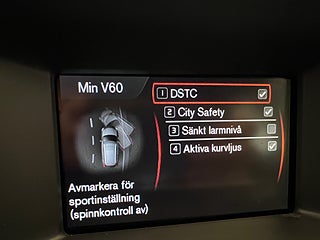 Min V60
1 DSTC
2 City Safety
3 Sänkt larmnivå
4 Aktiva kurvljus
Avmarkera för
sportinställning
(spinnkontroll av)